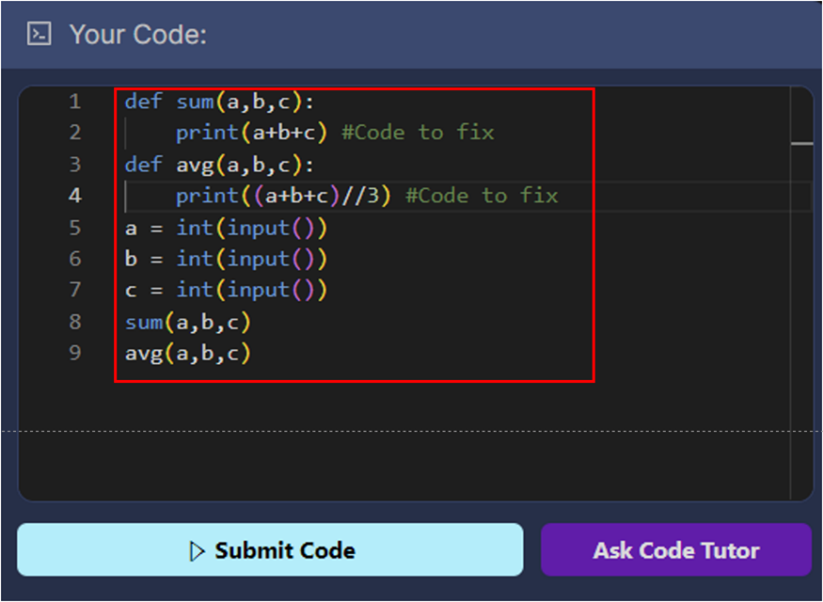 Your Code:
1 def sum(a,b,c):
2     print(a+b+c) #Code to fix
3 def avg(a,b,c):
4     print((a+b+c)//3) #Code to fix
5 a = int(input())
6 b = int(input())
7 c = int(input())
8 sum(a,b,c)
9 avg(a,b,c)
Submit Code
Ask Code Tutor